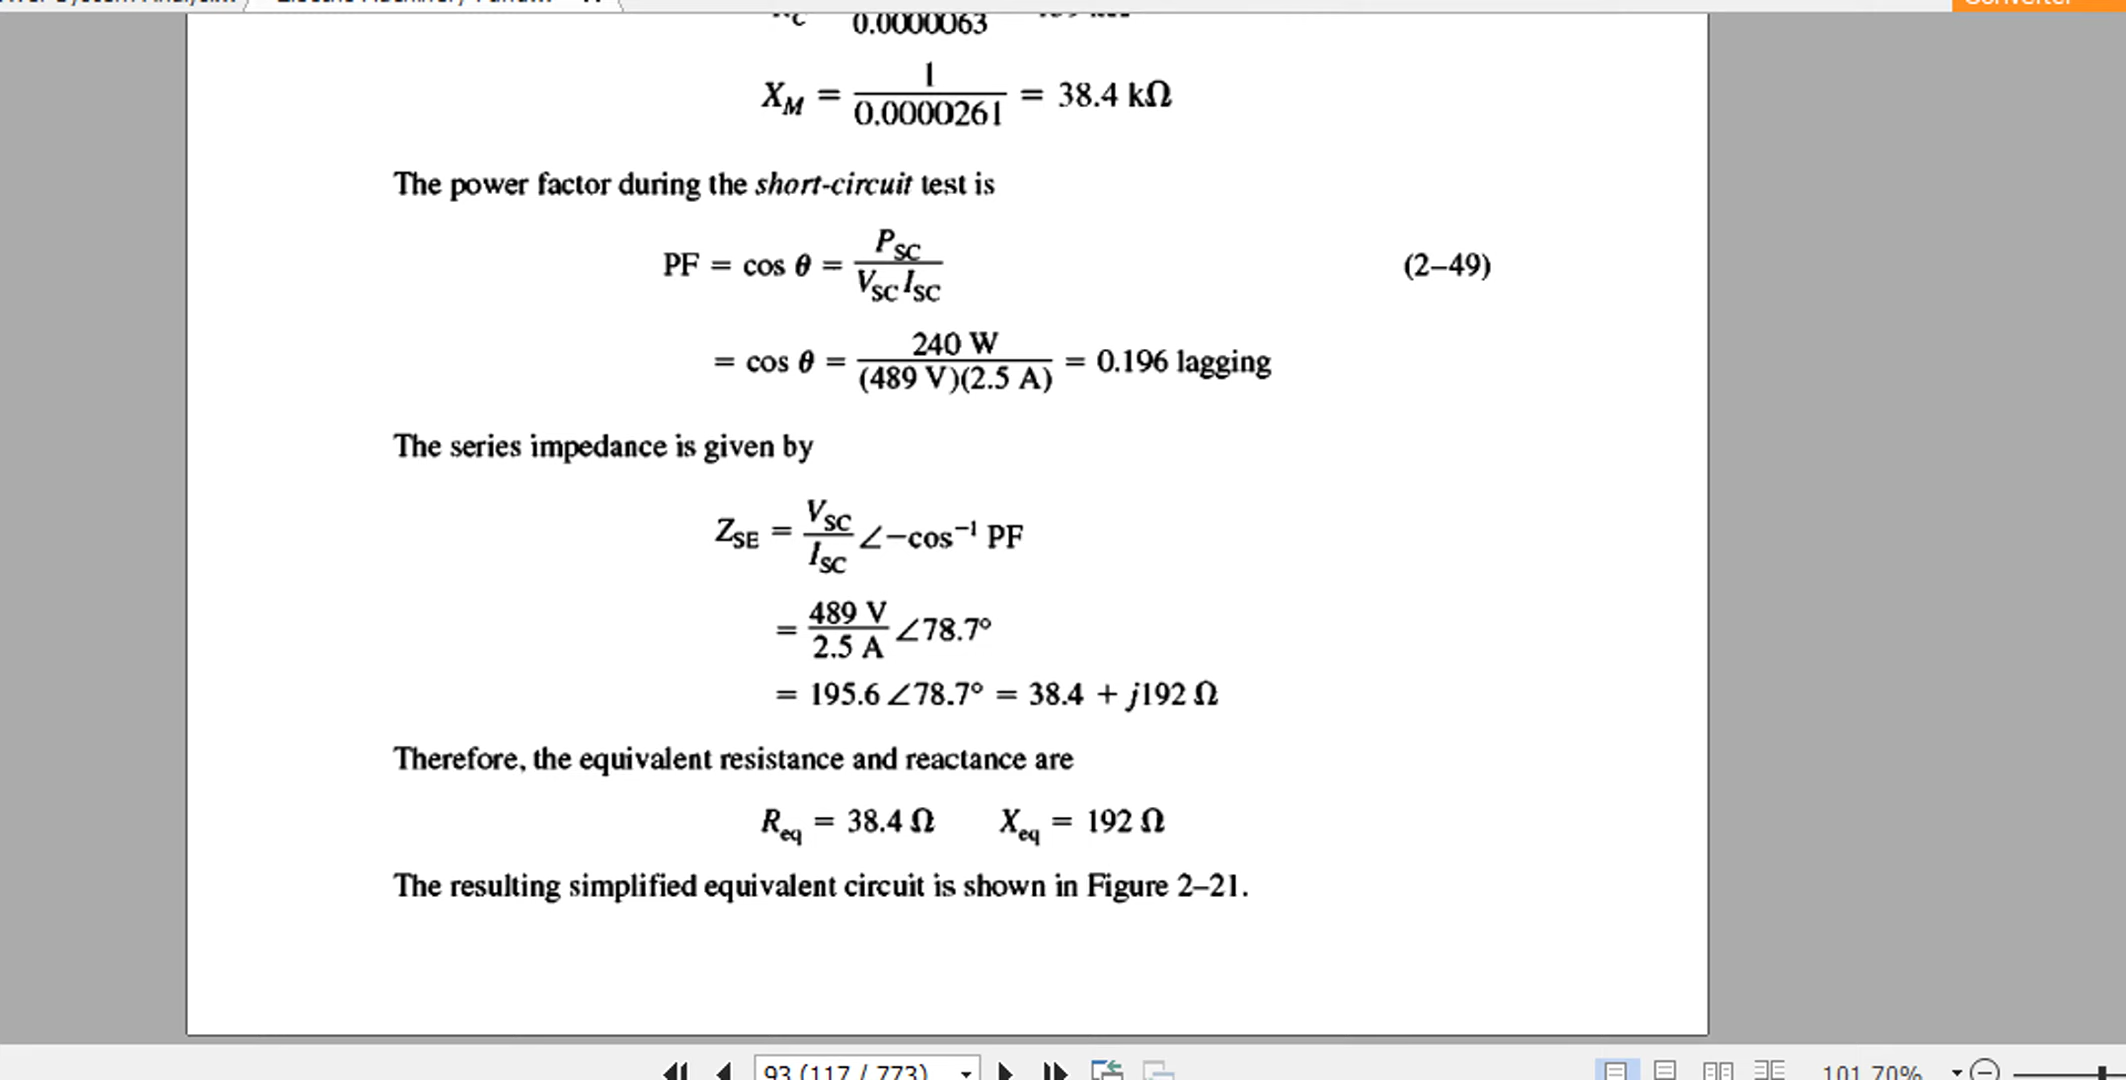 0.0000063
X_M = 1 / 0.0000261 = 38.4 kΩ
The power factor during the short-circuit test is
PF = cos θ = P_SC / V_SC I_SC (2–49)
= cos θ = 240 W / (489 V)(2.5 A) = 0.196 lagging
The series impedance is given by
Z_SE = V_SC / I_SC ∠−cos⁻¹ PF
= 489 V / 2.5 A ∠78.7°
= 195.6 ∠78.7° = 38.4 + j192 Ω
Therefore, the equivalent resistance and reactance are
R_eq = 38.4 Ω X_eq = 192 Ω
The resulting simplified equivalent circuit is shown in Figure 2–21.
93 (117 / 773) 101.70%